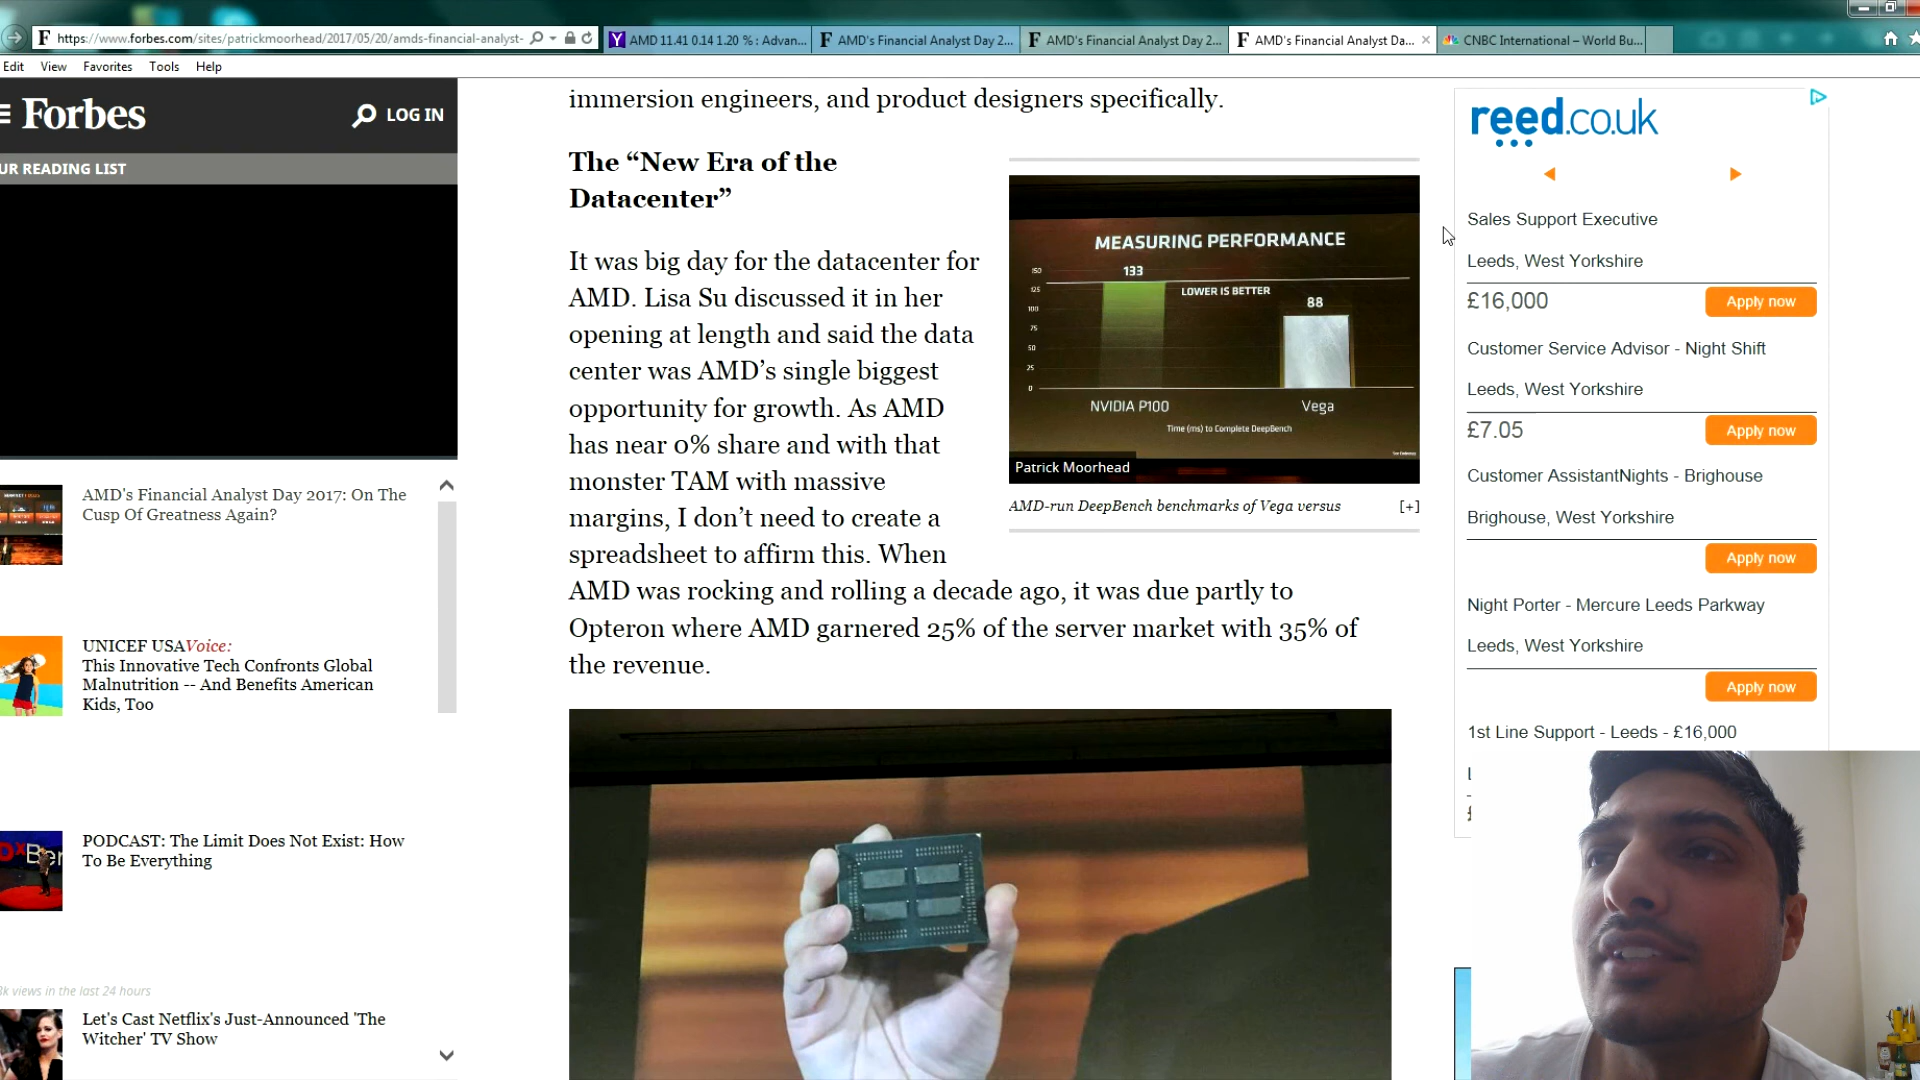 https://www.forbes.com/sites/patrickmoorhead/2017/05/20/amds-financial-analyst-
AMD 11.41 0.14 1.20 % : Advan...
AMD's Financial Analyst Day 2...
AMD's Financial Analyst Day 2...
AMD's Financial Analyst Da...
CNBC International – World Bu...
Edit View Favorites Tools Help
Forbes
LOG IN
UR READING LIST
AMD's Financial Analyst Day 2017: On The
Cusp Of Greatness Again?
UNICEF USAVoice:
This Innovative Tech Confronts Global
Malnutrition -- And Benefits American
Kids, Too
PODCAST: The Limit Does Not Exist: How
To Be Everything
k views in the last 24 hours
Let's Cast Netflix's Just-Announced 'The
Witcher' TV Show
immersion engineers, and product designers specifically.
The “New Era of the
Datacenter”
It was big day for the datacenter for
AMD. Lisa Su discussed it in her
opening at length and said the data
center was AMD’s single biggest
opportunity for growth. As AMD
has near 0% share and with that
monster TAM with massive
margins, I don’t need to create a
spreadsheet to affirm this. When
AMD was rocking and rolling a decade ago, it was due partly to
Opteron where AMD garnered 25% of the server market with 35% of
the revenue.
MEASURING PERFORMANCE
150
133
125
LOWER IS BETTER
100
88
75
50
25
0
NVIDIA P100
Vega
Time (ms) to Complete DeepBench
Patrick Moorhead
AMD-run DeepBench benchmarks of Vega versus
[+]
reed.co.uk
Sales Support Executive
Leeds, West Yorkshire
£16,000
Apply now
Customer Service Advisor - Night Shift
Leeds, West Yorkshire
£7.05
Apply now
Customer AssistantNights - Brighouse
Brighouse, West Yorkshire
Apply now
Night Porter - Mercure Leeds Parkway
Leeds, West Yorkshire
Apply now
1st Line Support - Leeds - £16,000